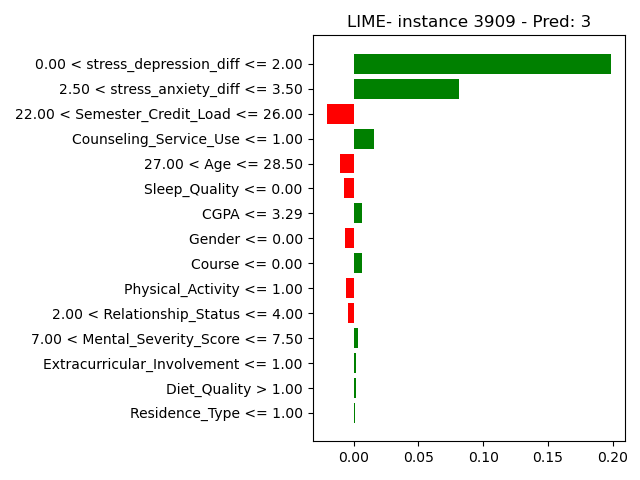 LIME- instance 3909 - Pred: 3
0.00 < stress_depression_diff <= 2.00
2.50 < stress_anxiety_diff <= 3.50
22.00 < Semester_Credit_Load <= 26.00
Counseling_Service_Use <= 1.00
27.00 < Age <= 28.50
Sleep_Quality <= 0.00
CGPA <= 3.29
Gender <= 0.00
Course <= 0.00
Physical_Activity <= 1.00
2.00 < Relationship_Status <= 4.00
7.00 < Mental_Severity_Score <= 7.50
Extracurricular_Involvement <= 1.00
Diet_Quality > 1.00
Residence_Type <= 1.00
0.00 0.05 0.10 0.15 0.20